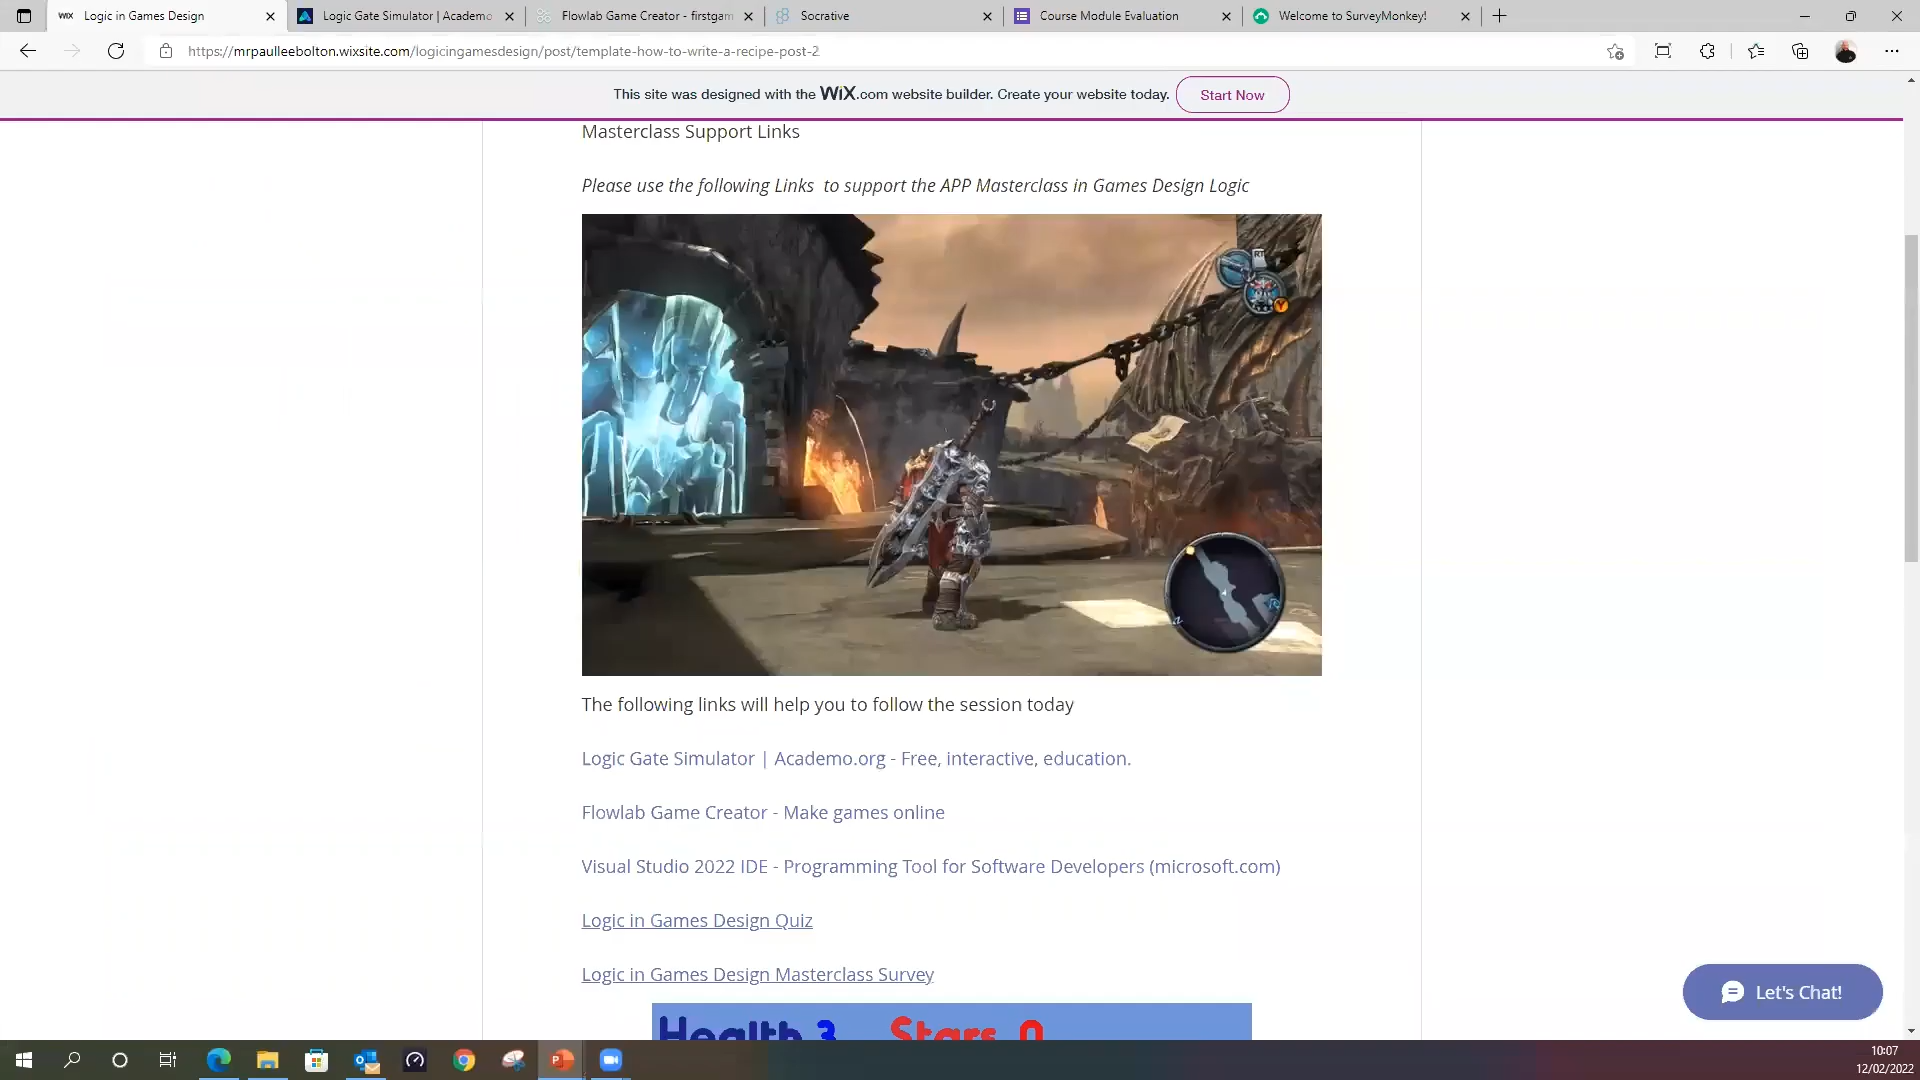 WiX Logic in Games Design
Logic Gate Simulator | Academo
Flowlab Game Creator - firstgam
Socrative
Course Module Evaluation
Welcome to SurveyMonkey!
https://mrpaulleebolton.wixsite.com/logicingamesdesign/post/template-how-to-write-a-recipe-post-2
This site was designed with the WiX.com website builder. Create your website today. Start Now
Masterclass Support Links
Please use the following Links to support the APP Masterclass in Games Design Logic
RT
Y
The following links will help you to follow the session today
Logic Gate Simulator | Academo.org - Free, interactive, education.
Flowlab Game Creator - Make games online
Visual Studio 2022 IDE - Programming Tool for Software Developers (microsoft.com)
Logic in Games Design Quiz
Logic in Games Design Masterclass Survey
Let's Chat!
Health 3 Stars 0
10:07
12/02/2022